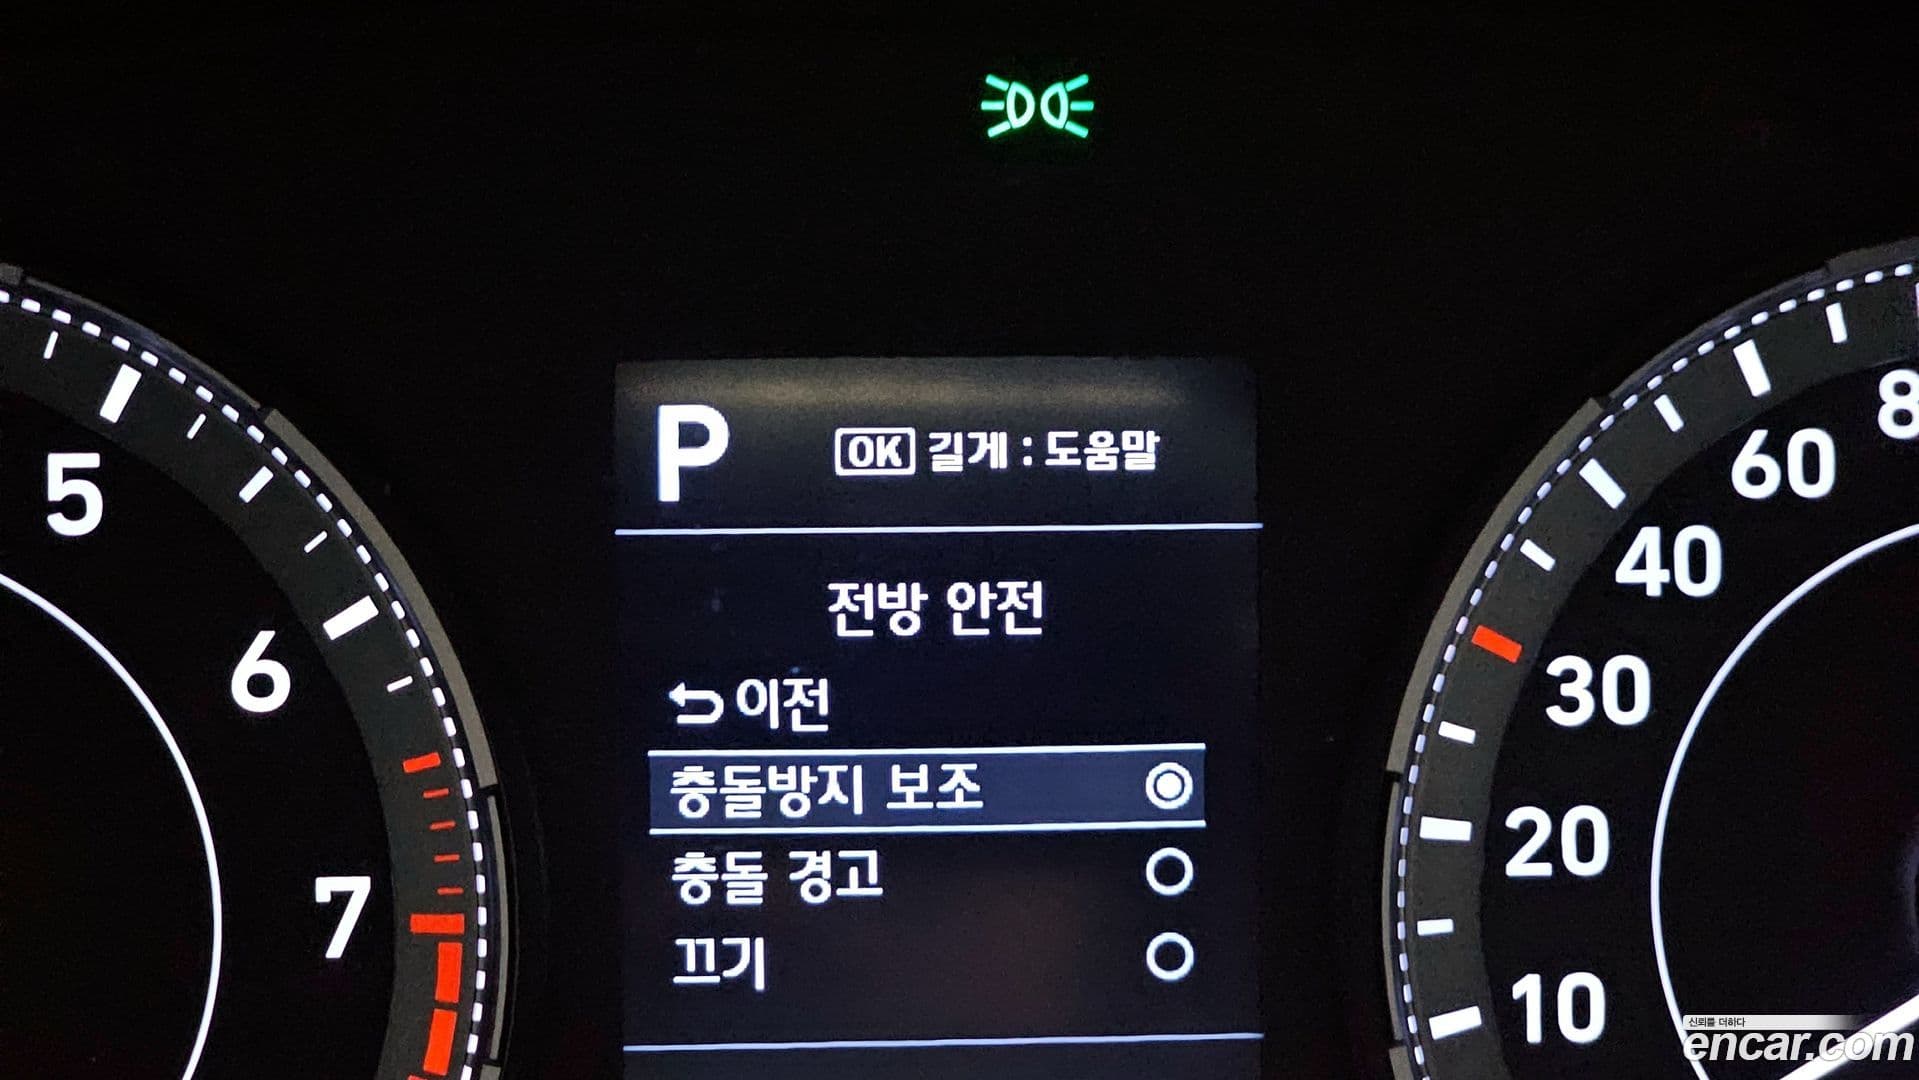 P
OK 길게 : 도움말
전방 안전
이전
충돌방지 보조
충돌 경고
끄기
5
6
7
8
60
40
30
20
10
신뢰를 더하다
encar.com